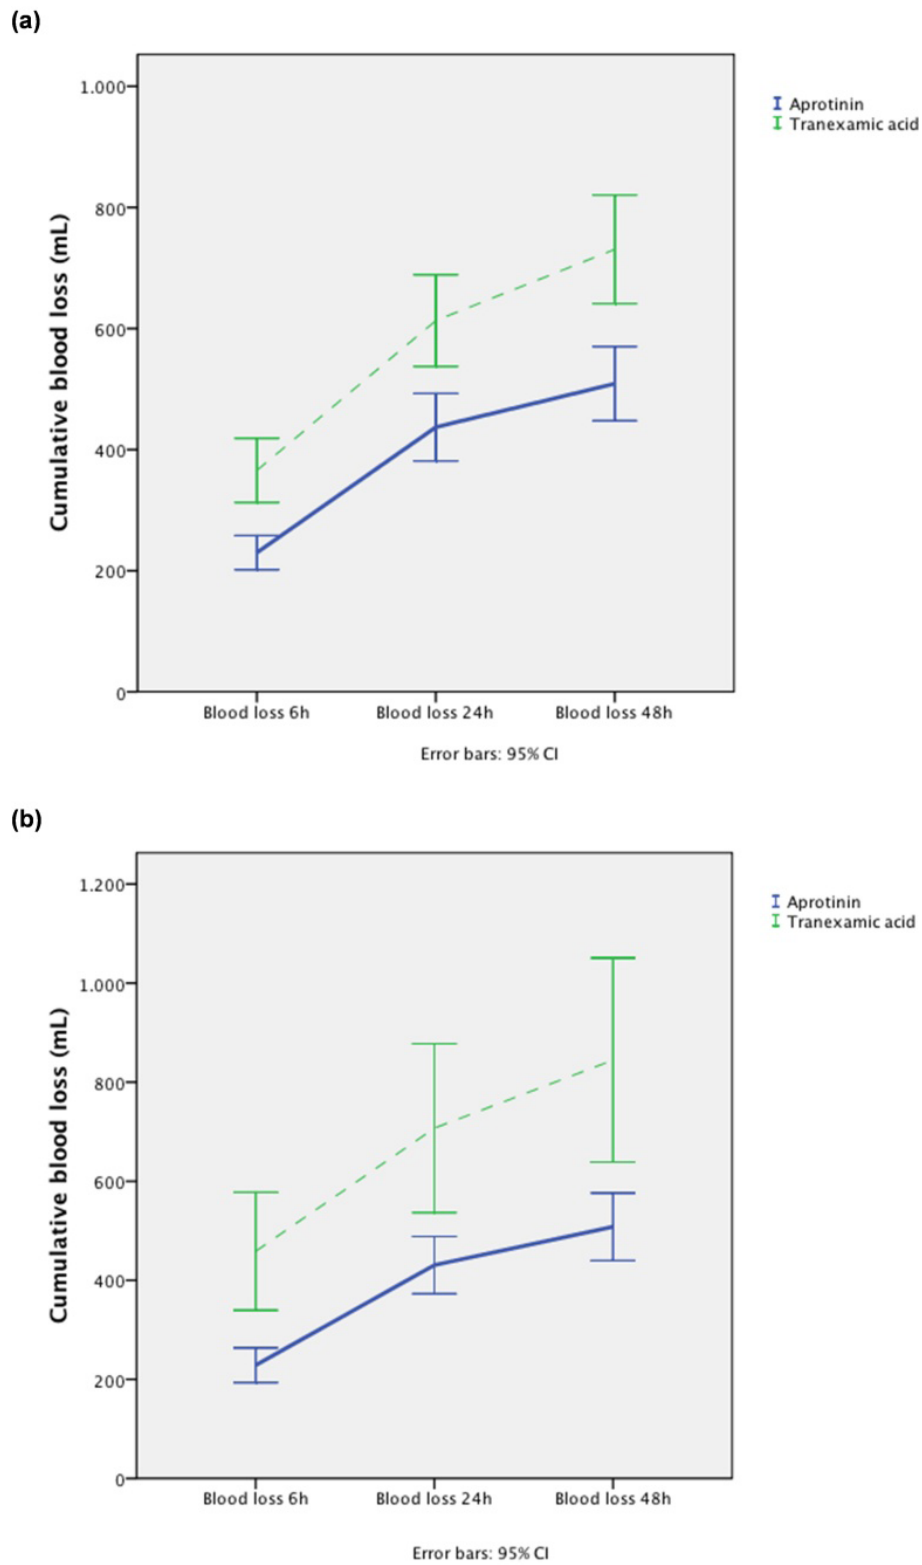 (a)
1.000
800
600
400
200
0
Cumulative blood loss (mL)
Aprotinin
Tranexamic acid
Blood loss 6h Blood loss 24h Blood loss 48h
Error bars: 95% CI
(b)
1.200
1.000
800
600
400
200
0
Cumulative blood loss (mL)
Aprotinin
Tranexamic acid
Blood loss 6h Blood loss 24h Blood loss 48h
Error bars: 95% CI